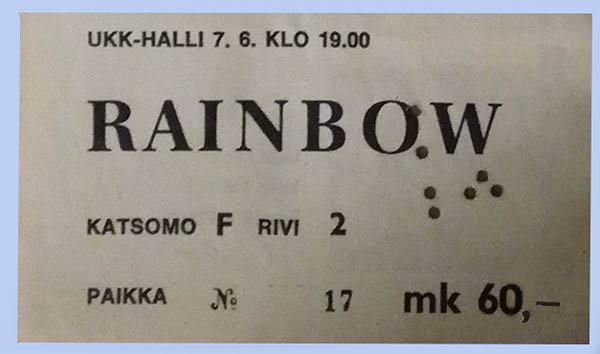 UKK-HALLI 7. 6. KLO 19.00
RAINBOW
KATSOMO F RIVI 2
PAIKKA № 17 mk 60,–